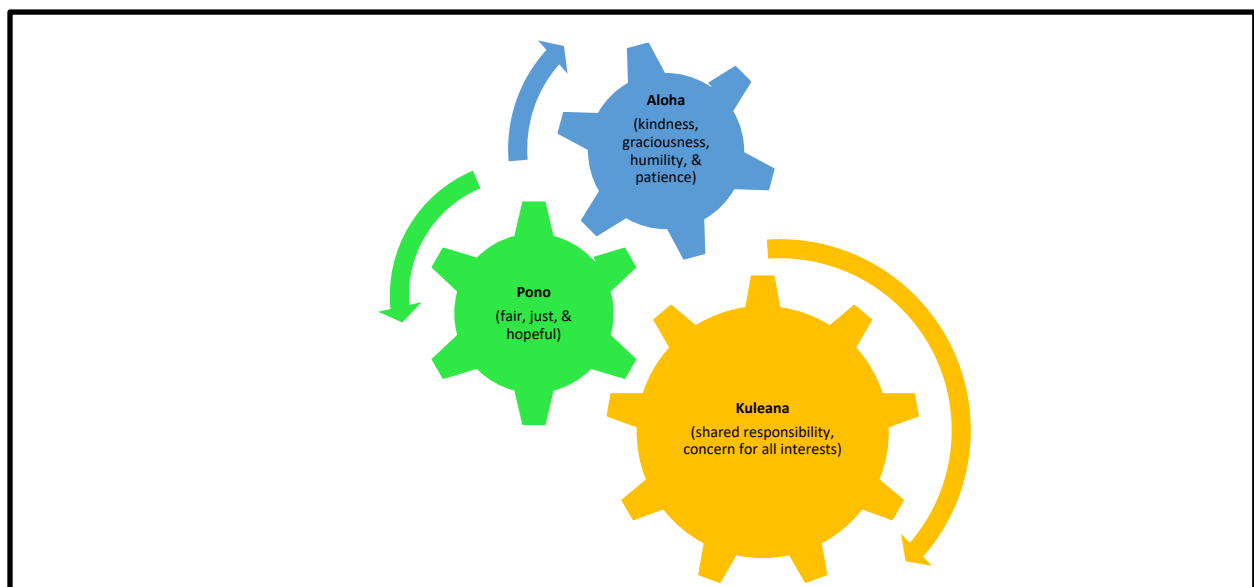 Aloha
(kindness,
graciousness,
humility, &
patience)
Pono
(fair, just, &
hopeful)
Kuleana
(shared responsibility,
concern for all interests)